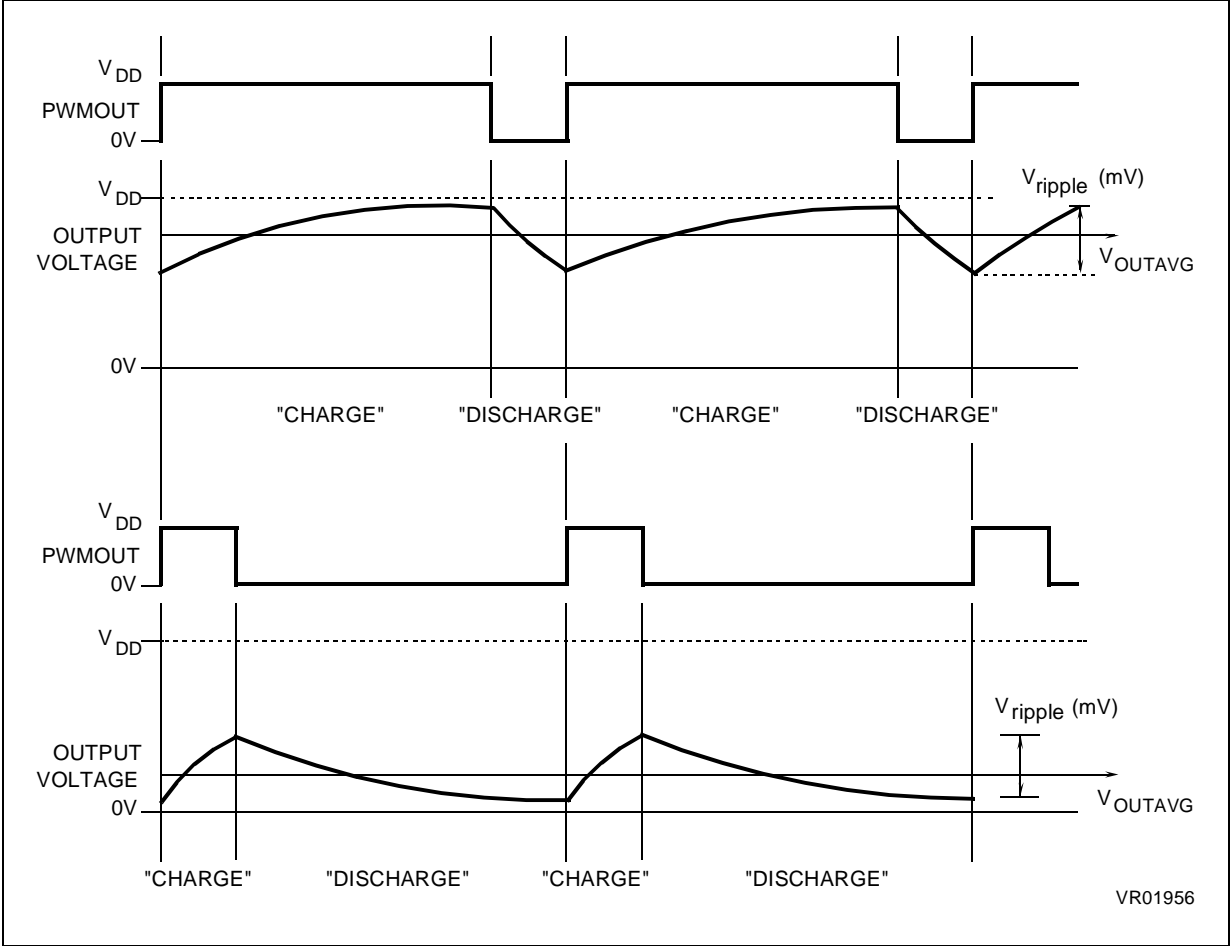 V DD
PWMOUT
0V
V DD
V ripple (mV)
OUTPUT
VOLTAGE
V OUTAVG
0V
"CHARGE" "DISCHARGE" "CHARGE" "DISCHARGE"
V DD
PWMOUT
0V
V DD
V ripple (mV)
OUTPUT
VOLTAGE
0V
V OUTAVG
"CHARGE" "DISCHARGE" "CHARGE" "DISCHARGE"
VR01956